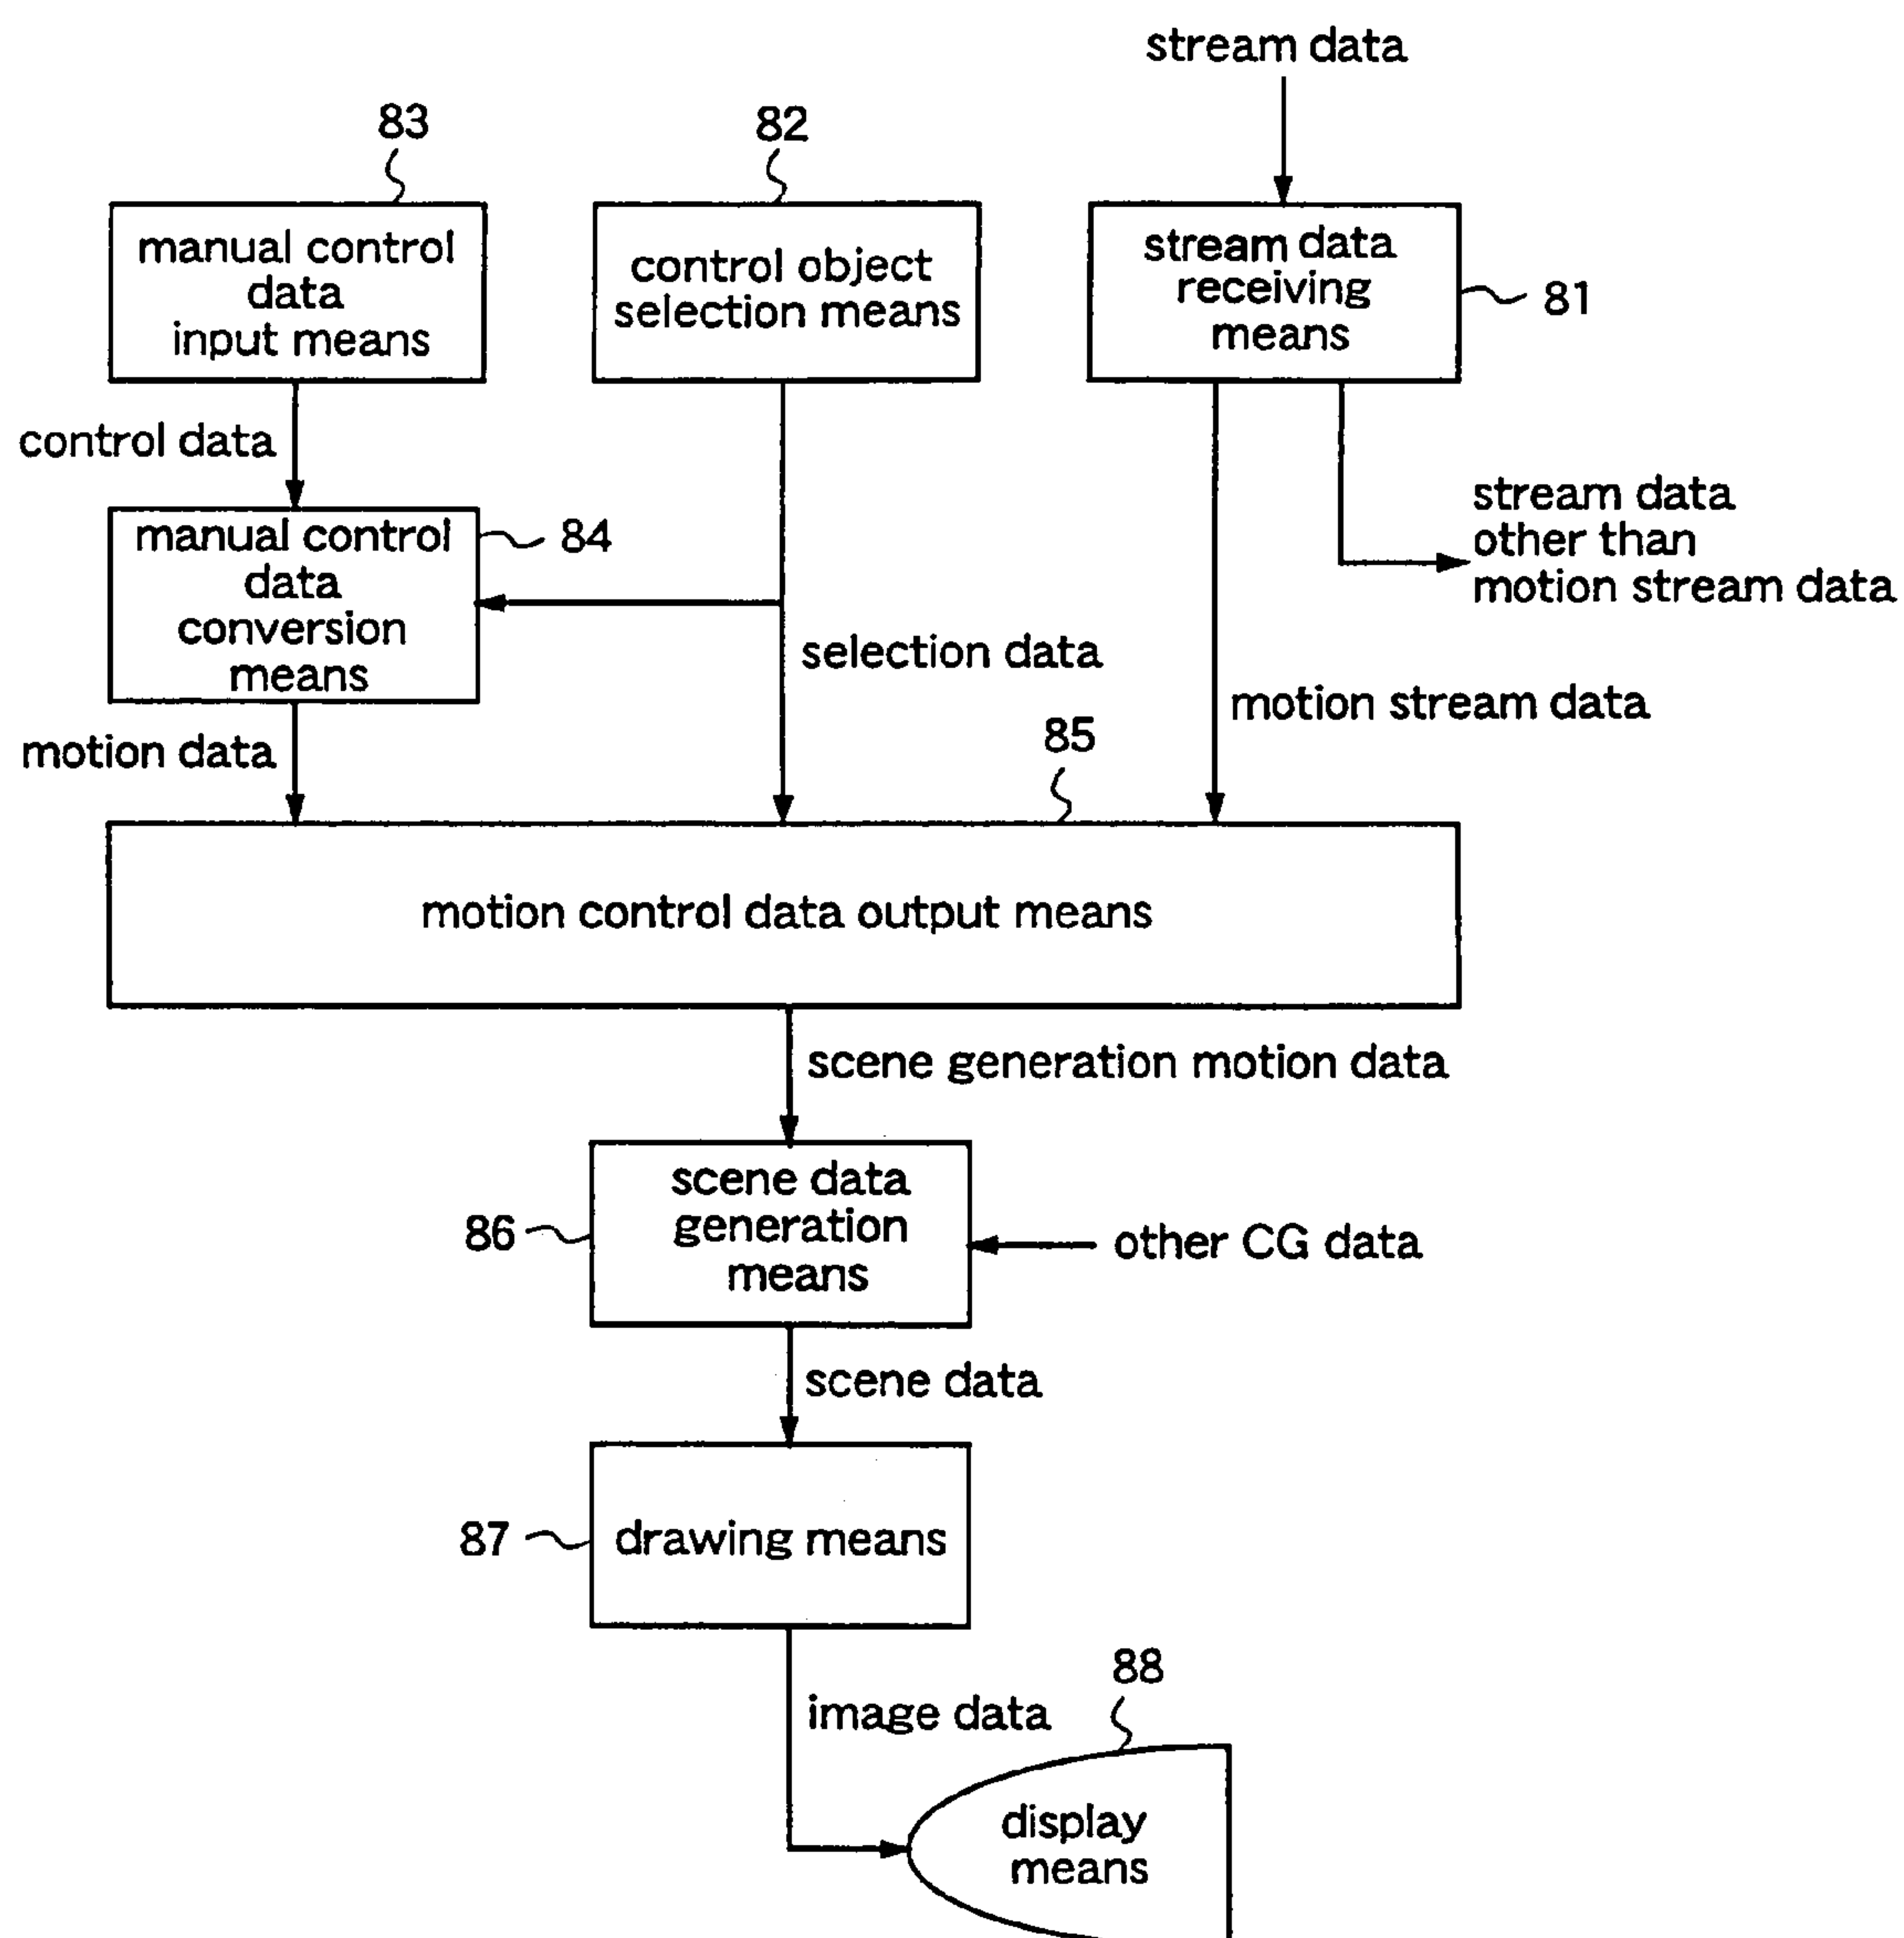 stream data
83
82
manual control
data
input means
control object
selection means
stream data
receiving
means
81
control data
stream data
other than
motion stream data
manual control
data
conversion
means
84
selection data
motion stream data
motion data
85
motion control data output means
scene generation motion data
scene data
generation
means
86
other CG data
scene data
87
drawing means
88
image data
display
means